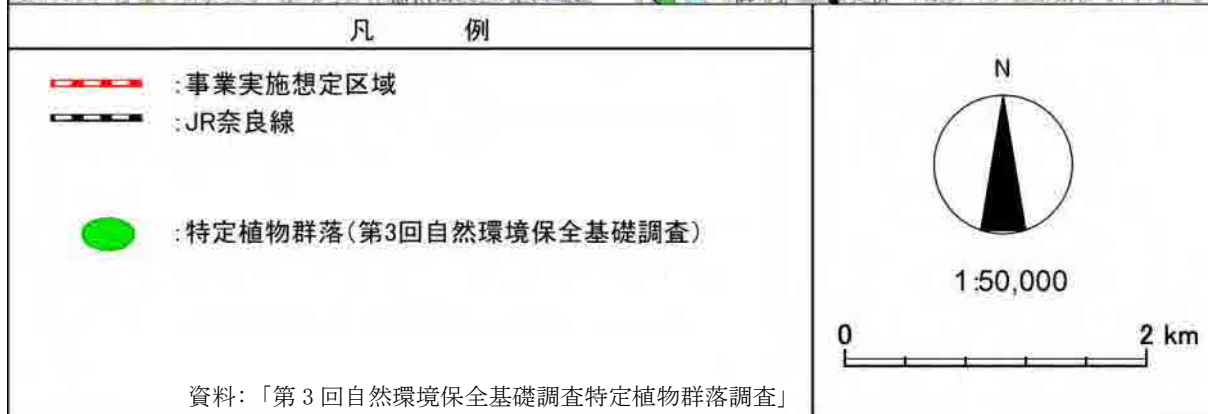 凡 例
:事業実施想定区域
:JR奈良線
:特定植物群落(第3回自然環境保全基礎調査)
資料:「第3回自然環境保全基礎調査特定植物群落調査」
N
1:50,000
0 2 km